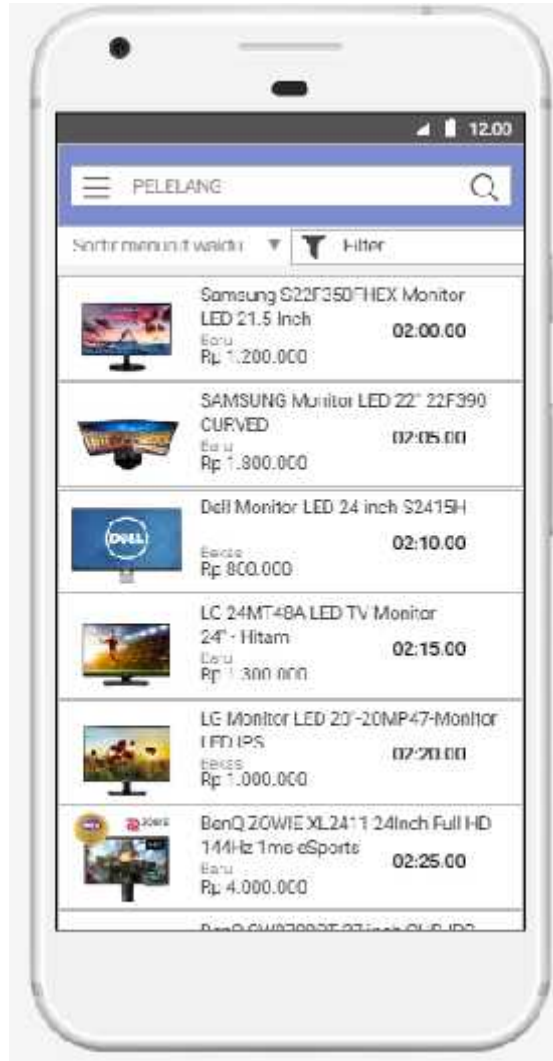 12.00
PELELANG
Sortir menurut waktu
Filter
Samsung S22F350FHEX Monitor
LED 21.5 Inch
02:00.00
Baru
Rp 1.200.000
SAMSUNG Monitor LED 22" 22F390
CURVED
02:05.00
Baru
Rp 1.800.000
DELL
Dell Monitor LED 24 inch S2415H
02:10.00
Bekas
Rp 800.000
LG 24MT48A LED TV Monitor
24" - Hitam
02:15.00
Baru
Rp 1.300.000
LG Monitor LED 20"-20MP47-Monitor
LED IPS
02:20.00
Bekas
Rp 1.000.000
ZOWIE
BenQ ZOWIE XL2411 24Inch Full HD
144Hz 1ms eSports
02:25.00
Baru
Rp 4.000.000